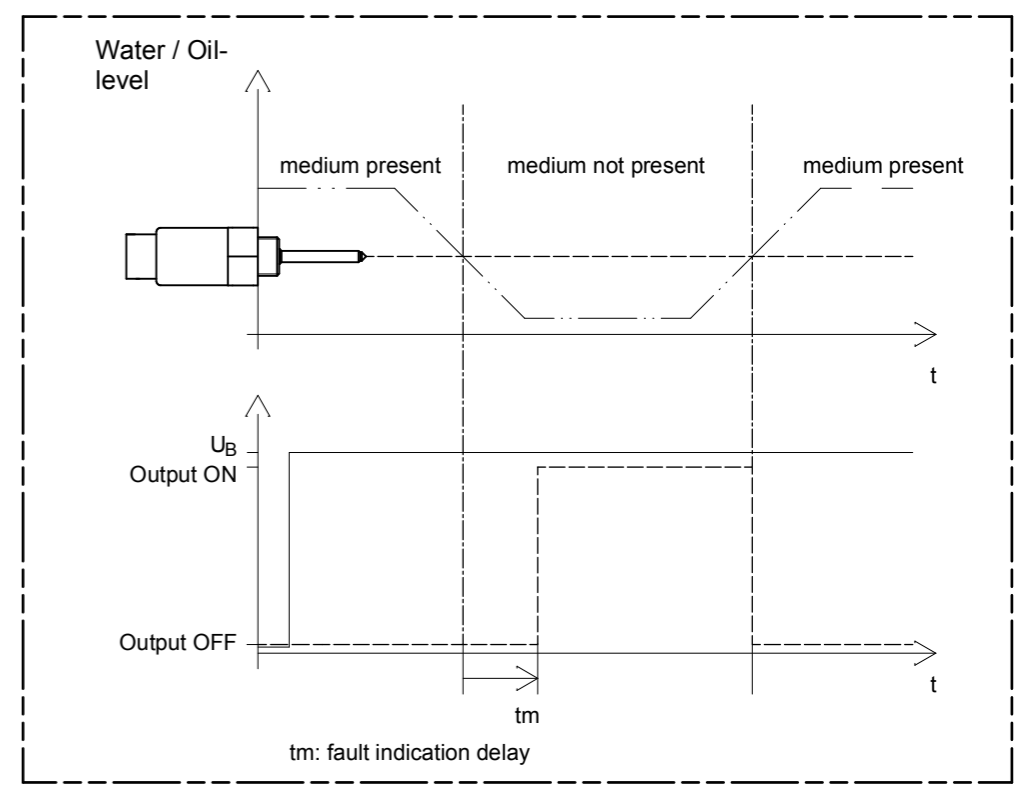 Water / Oil-
level
medium present
medium not present
medium present
t
UB
Output ON
Output OFF
t
tm
tm: fault indication delay